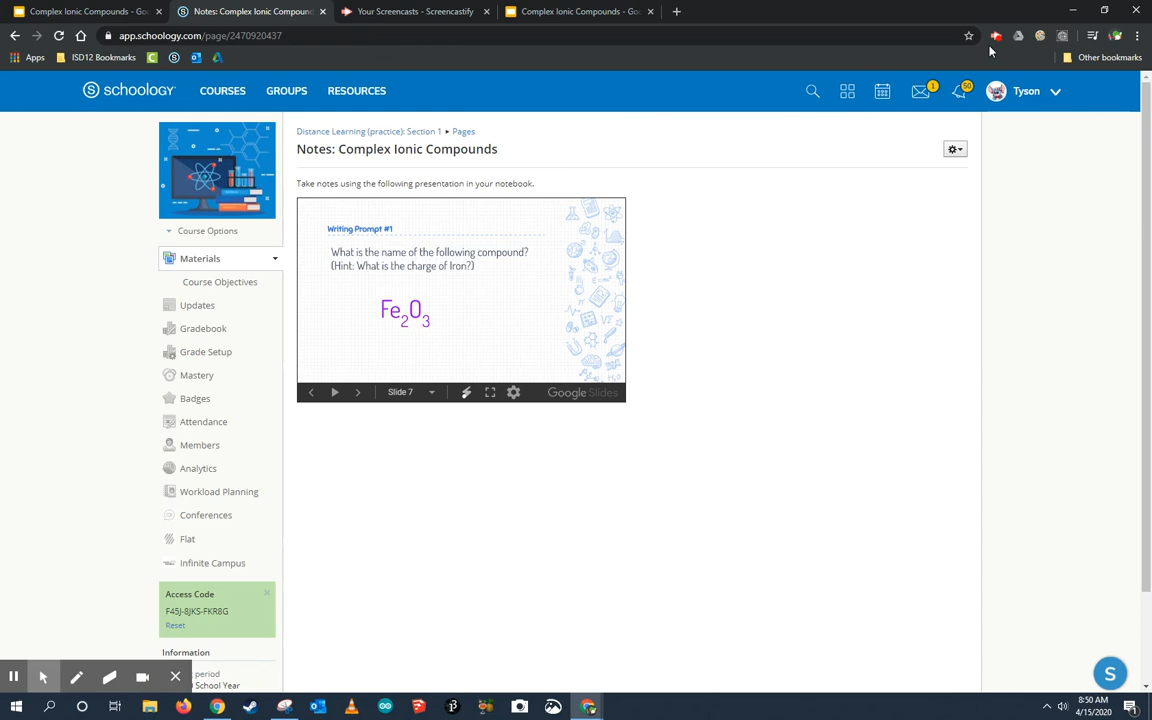 Complex Ionic Compounds - Goo
Notes: Complex Ionic Compound
Your Screencasts - Screencastify
Complex Ionic Compounds - Goo
app.schoology.com/page/2470920437
Apps
ISD12 Bookmarks
Other bookmarks
schoology
COURSES
GROUPS
RESOURCES
1
50
Tyson
Distance Learning (practice): Section 1 ▸ Pages
Notes: Complex Ionic Compounds
Take notes using the following presentation in your notebook.
Writing Prompt #1
What is the name of the following compound?
(Hint: What is the charge of Iron?)
Fe₂O₃
Slide 7
Google Slides
Course Options
Materials
Course Objectives
Updates
Gradebook
Grade Setup
Mastery
Badges
Attendance
Members
Analytics
Workload Planning
Conferences
Flat
Infinite Campus
Access Code
F45J-8JKS-FKR8G
Reset
Information
period
School Year
S
8:50 AM
4/15/2020